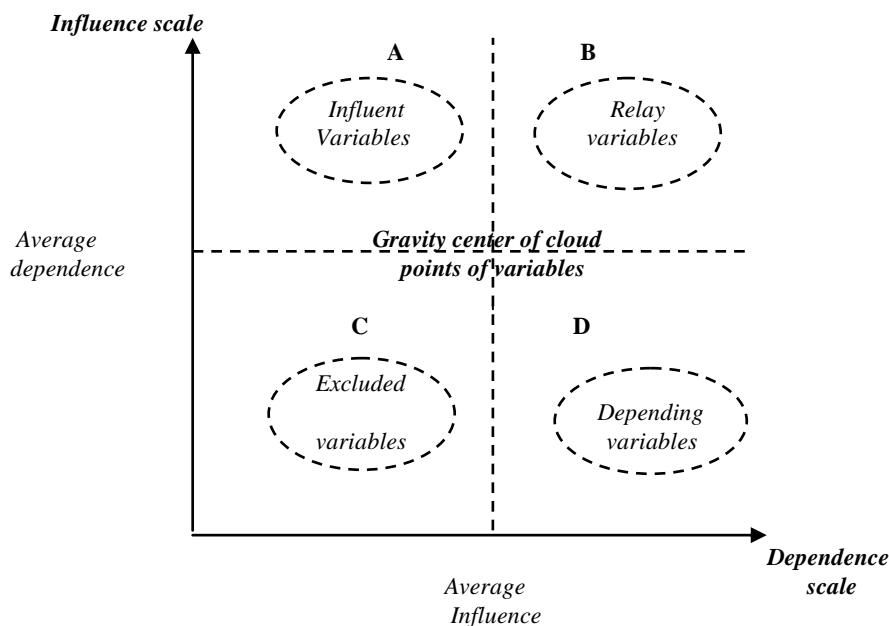 Influence scale
A
B
Influent
Variables
Relay
variables
Average
dependence
Gravity center of cloud
points of variables
C
D
Excluded
variables
Depending
variables
Dependence
scale
Average
Influence